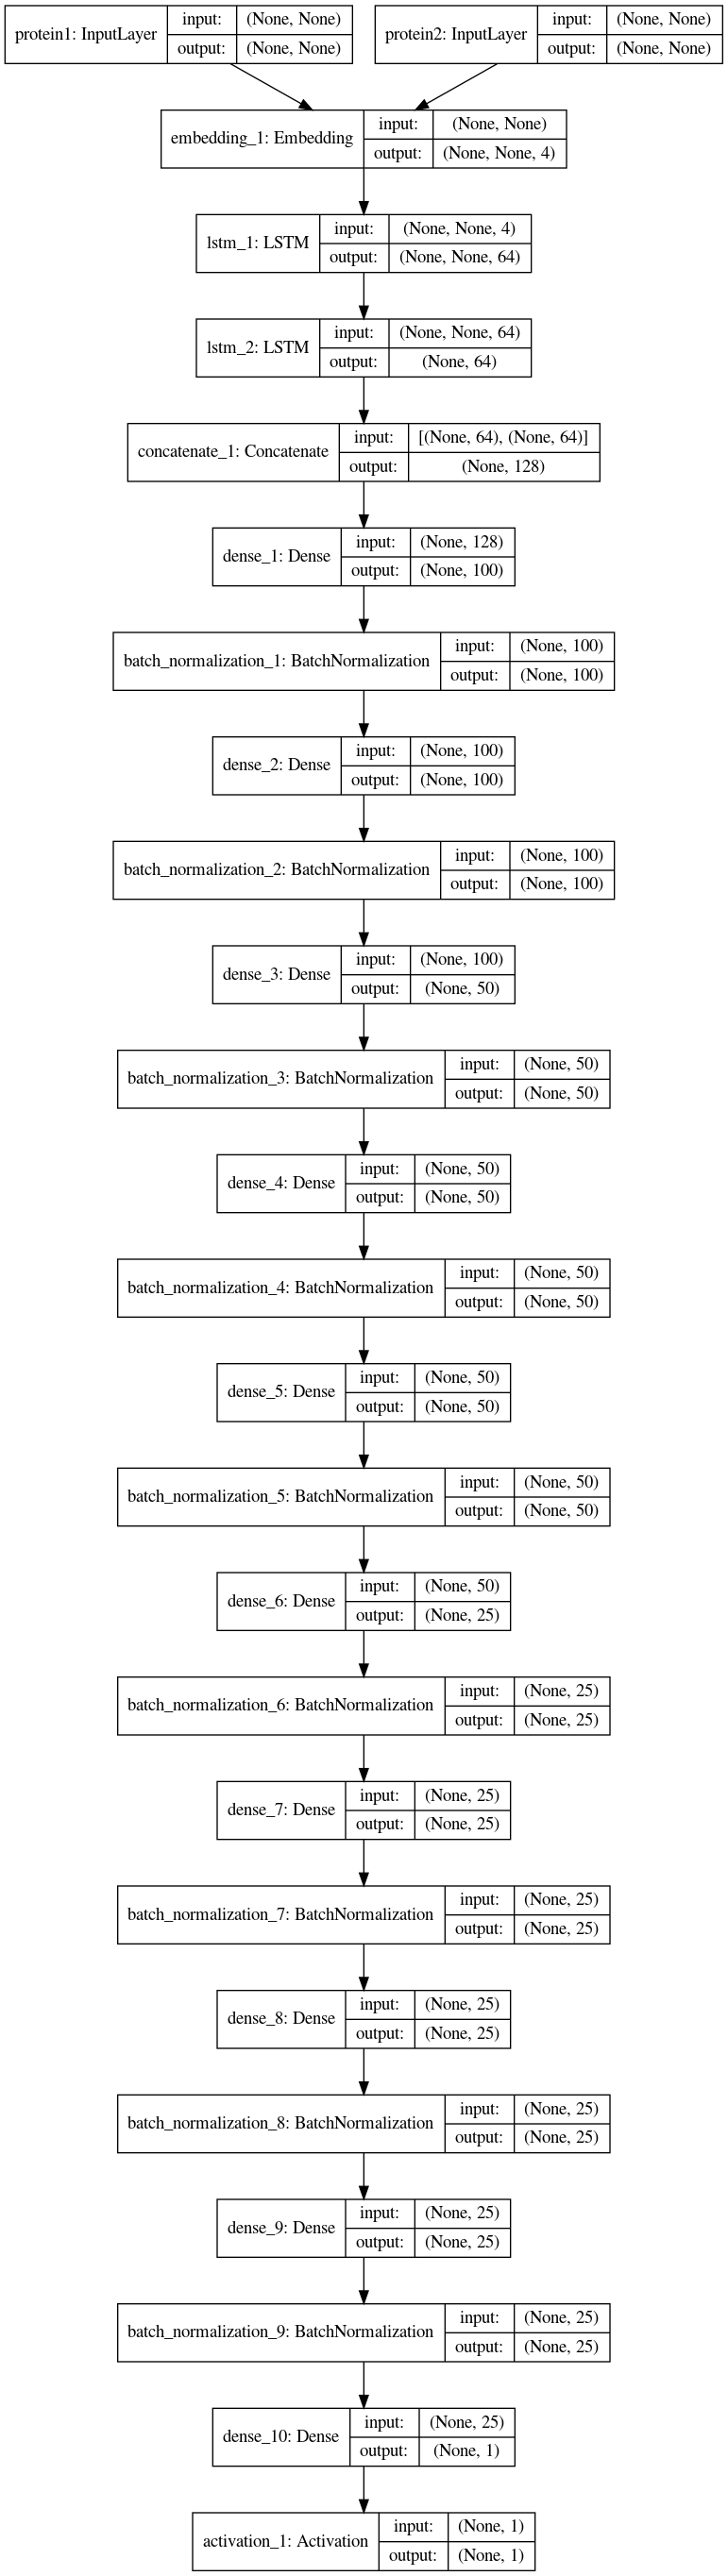 protein1: InputLayer input: (None, None)
output: (None, None)
protein2: InputLayer input: (None, None)
output: (None, None)
embedding_1: Embedding input: (None, None)
output: (None, None, 4)
lstm_1: LSTM input: (None, None, 4)
output: (None, None, 64)
lstm_2: LSTM input: (None, None, 64)
output: (None, 64)
concatenate_1: Concatenate input: [(None, 64), (None, 64)]
output: (None, 128)
dense_1: Dense input: (None, 128)
output: (None, 100)
batch_normalization_1: BatchNormalization input: (None, 100)
output: (None, 100)
dense_2: Dense input: (None, 100)
output: (None, 100)
batch_normalization_2: BatchNormalization input: (None, 100)
output: (None, 100)
dense_3: Dense input: (None, 100)
output: (None, 50)
batch_normalization_3: BatchNormalization input: (None, 50)
output: (None, 50)
dense_4: Dense input: (None, 50)
output: (None, 50)
batch_normalization_4: BatchNormalization input: (None, 50)
output: (None, 50)
dense_5: Dense input: (None, 50)
output: (None, 50)
batch_normalization_5: BatchNormalization input: (None, 50)
output: (None, 50)
dense_6: Dense input: (None, 50)
output: (None, 25)
batch_normalization_6: BatchNormalization input: (None, 25)
output: (None, 25)
dense_7: Dense input: (None, 25)
output: (None, 25)
batch_normalization_7: BatchNormalization input: (None, 25)
output: (None, 25)
dense_8: Dense input: (None, 25)
output: (None, 25)
batch_normalization_8: BatchNormalization input: (None, 25)
output: (None, 25)
dense_9: Dense input: (None, 25)
output: (None, 25)
batch_normalization_9: BatchNormalization input: (None, 25)
output: (None, 25)
dense_10: Dense input: (None, 25)
output: (None, 1)
activation_1: Activation input: (None, 1)
output: (None, 1)